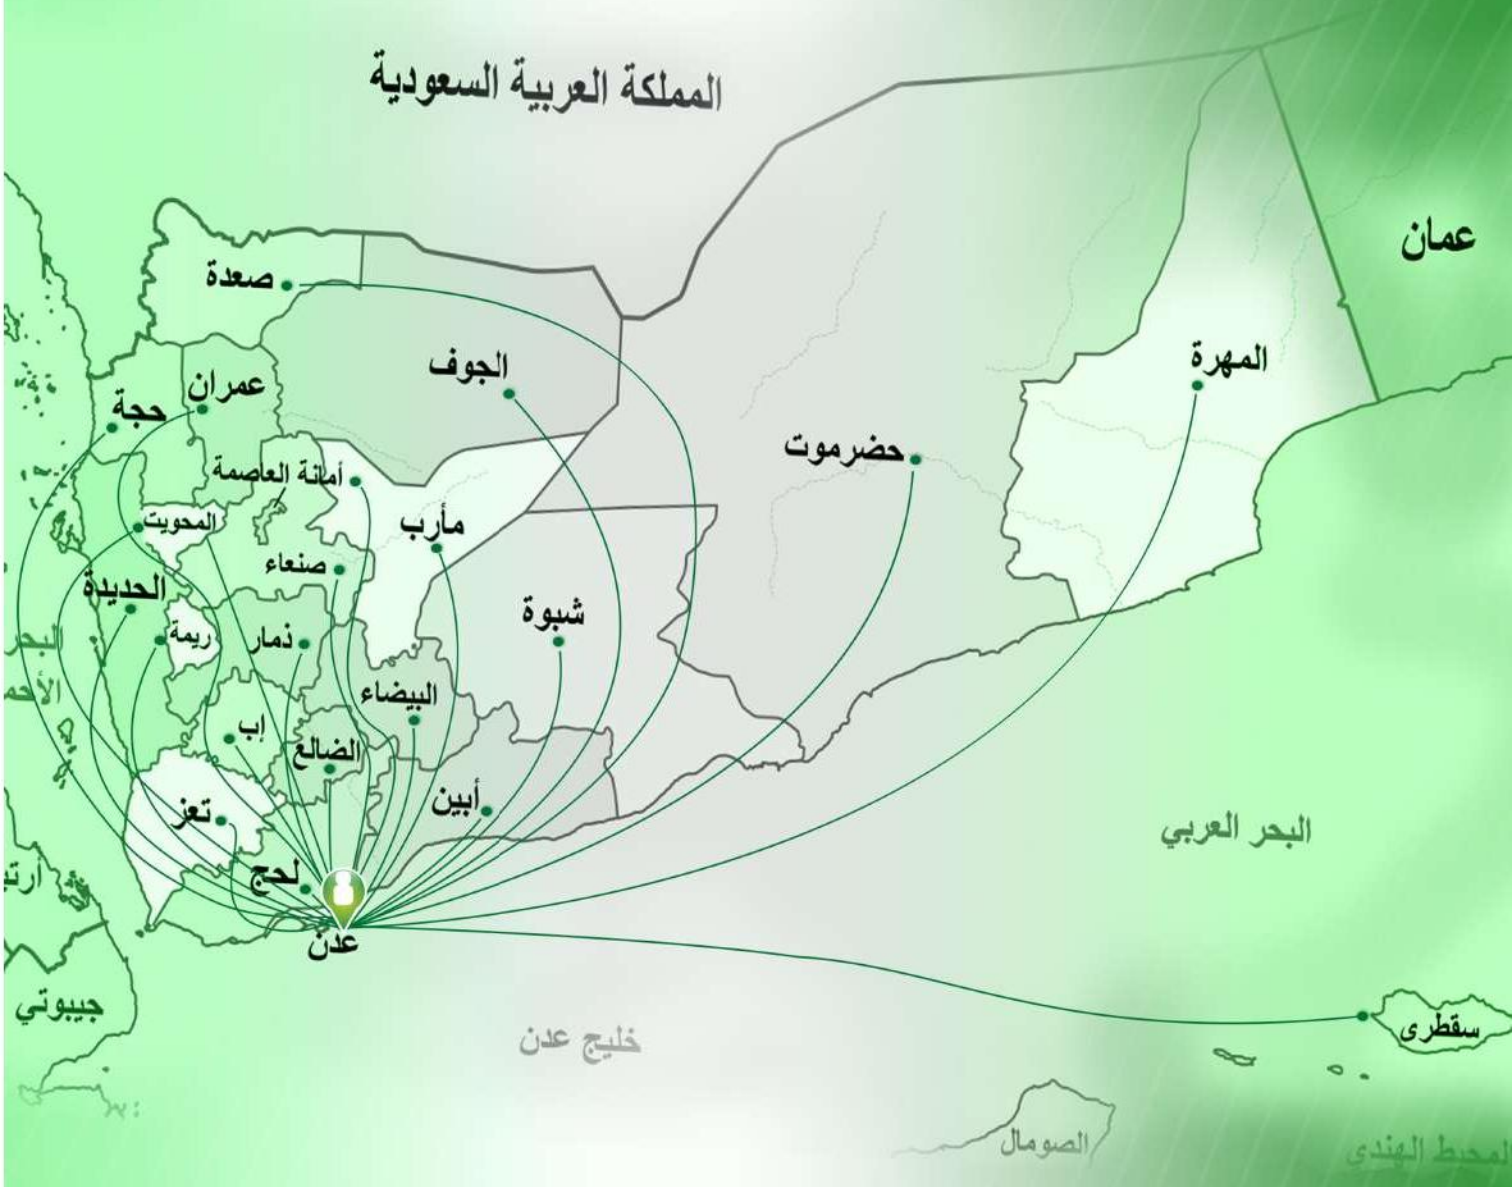 المملكة العربية السعودية
عمان
صعدة
الجوف
المهرة
عمران
حجة
حضرموت
أمانة العاصمة
مأرب
المحويت
صنعاء
الحديدة
شبوة
ريمة
ذمار
البحر
البيضاء
إب
الضالع
أبين
تعز
البحر العربي
لحج
عدن
جيبوتي
سقطرى
خليج عدن
الصومال
المحيط الهندي